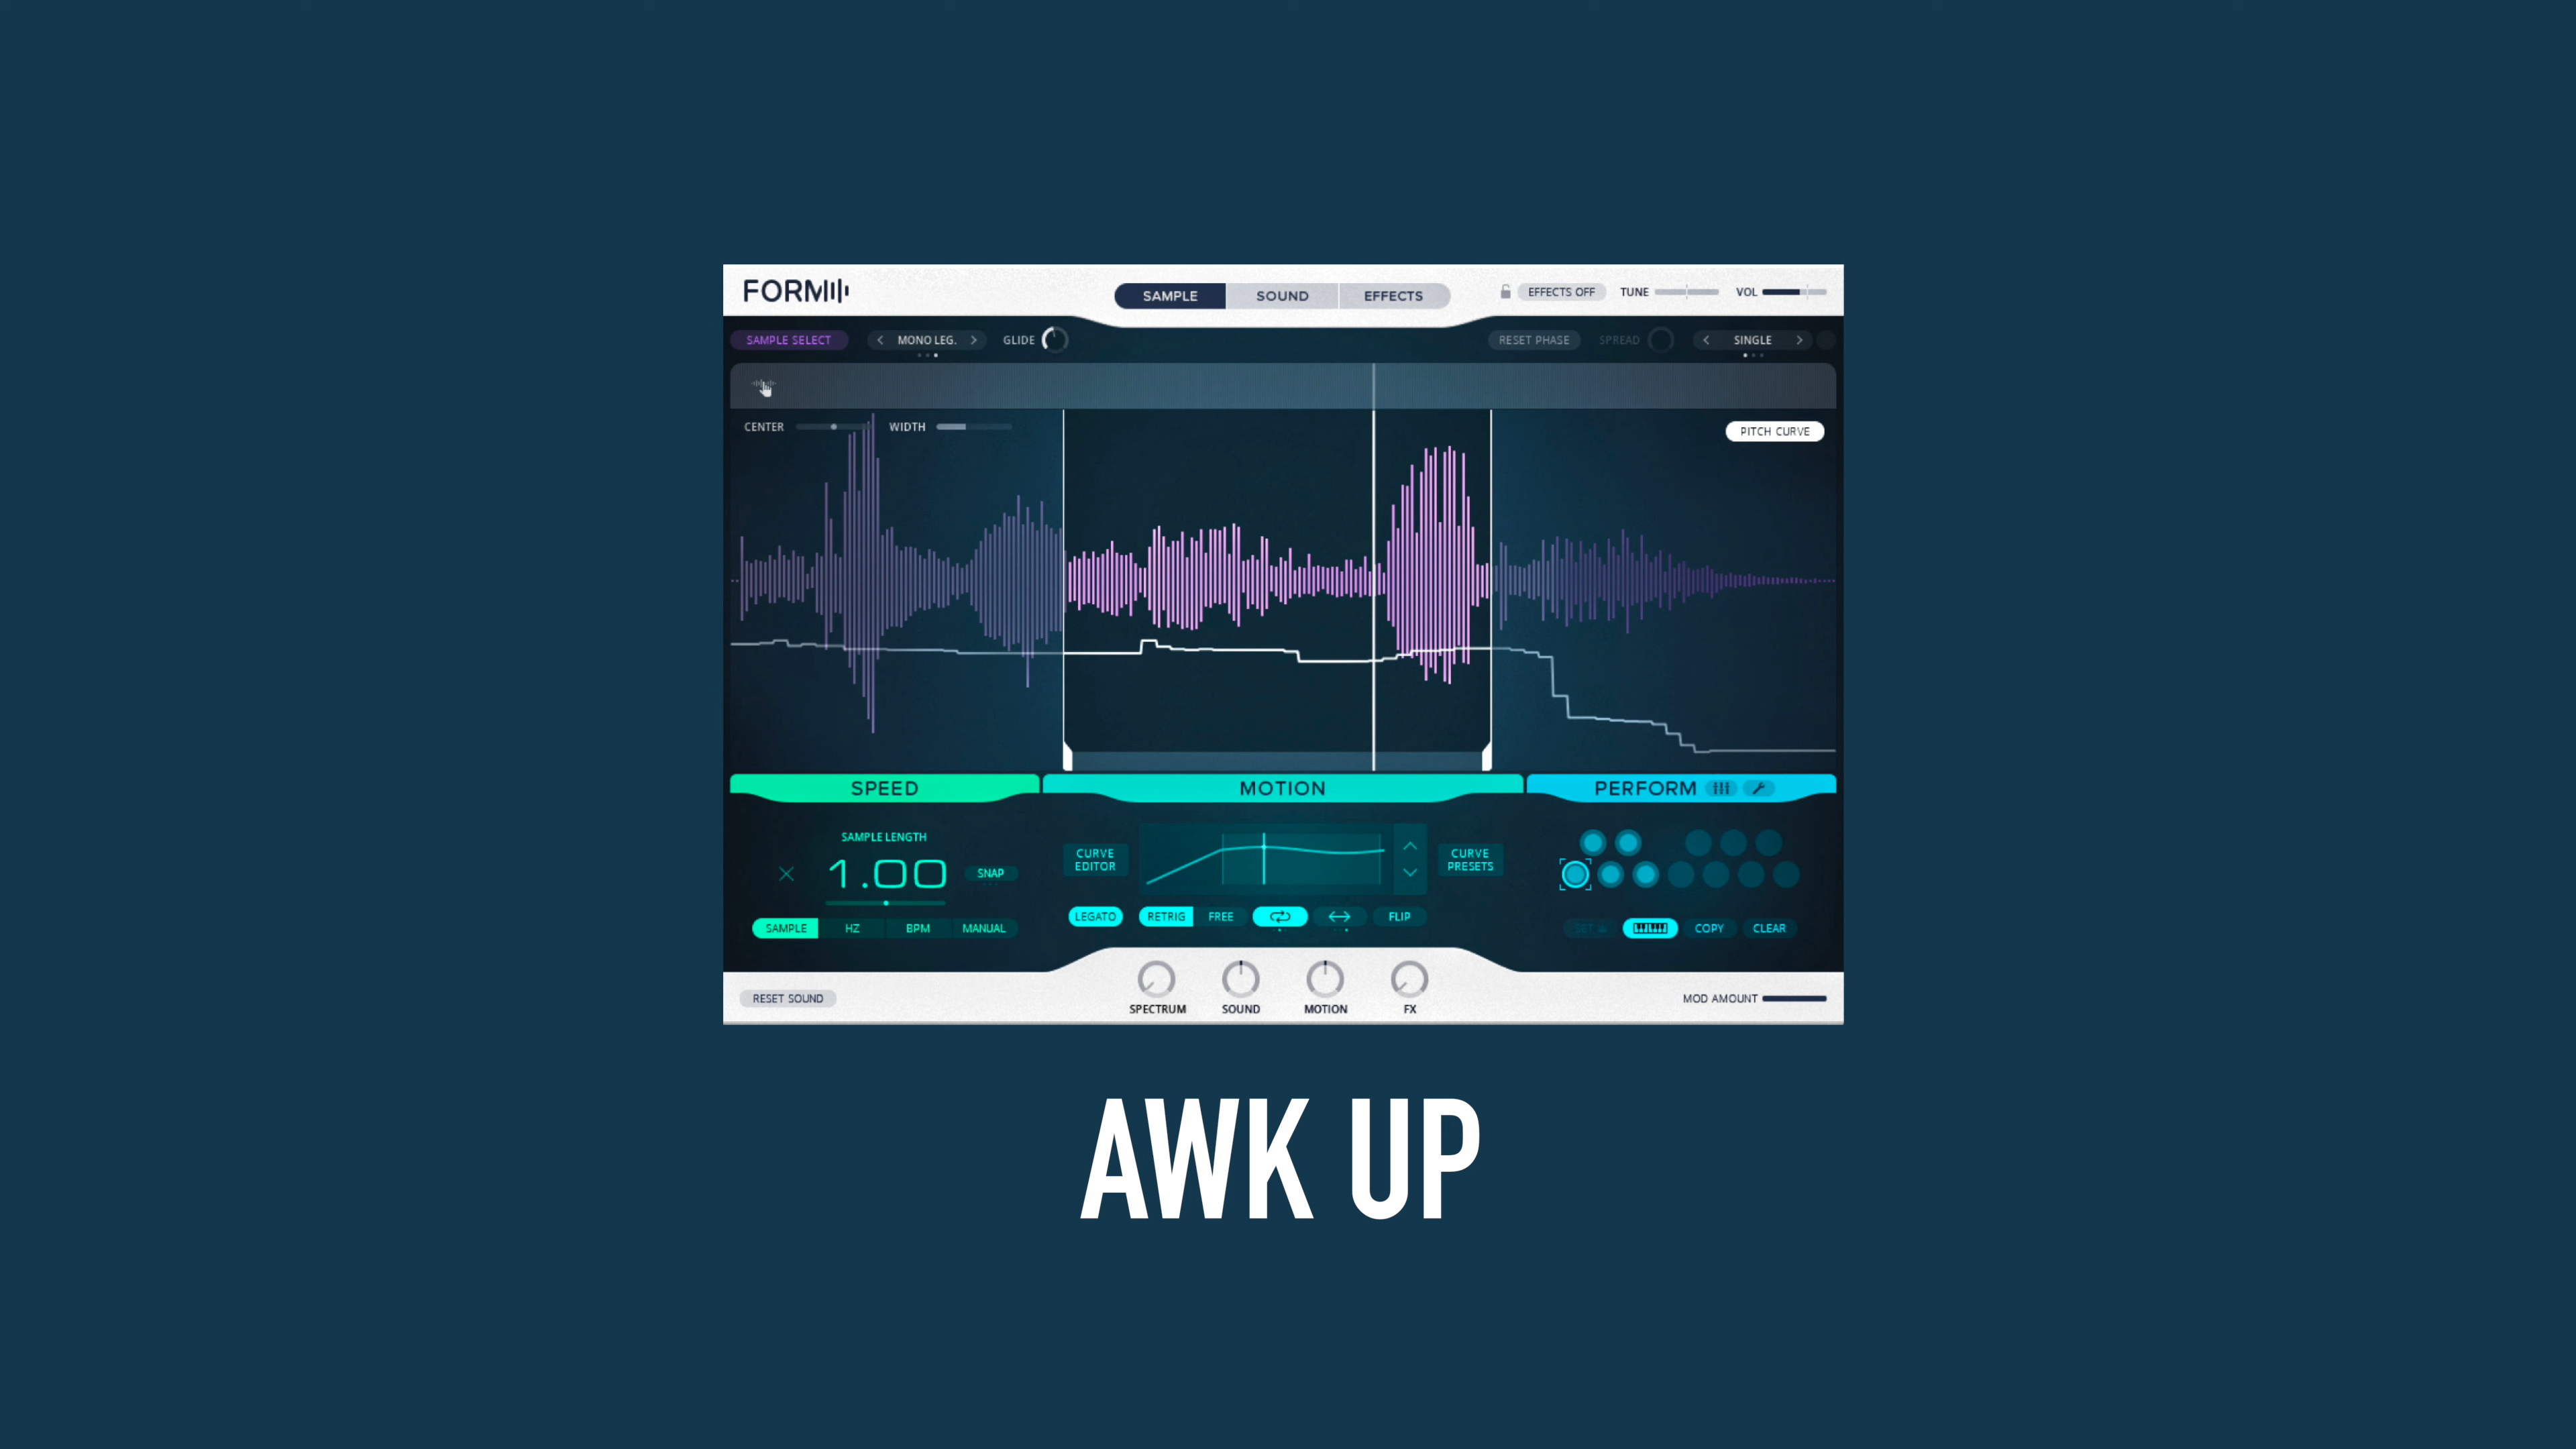 FORM
SAMPLE SOUND EFFECTS
EFFECTS OFF TUNE VOL
SAMPLE SELECT MONO LEG. GLIDE RESET PHASE SPREAD SINGLE
CENTER WIDTH PITCH CURVE
SPEED MOTION PERFORM
SAMPLE LENGTH
1.00 SNAP
SAMPLE HZ BPM MANUAL
CURVE
EDITOR
CURVE
PRESETS
LEGATO RETRIG FREE FLIP
SET COPY CLEAR
RESET SOUND
SPECTRUM SOUND MOTION FX
MOD AMOUNT
AWK UP